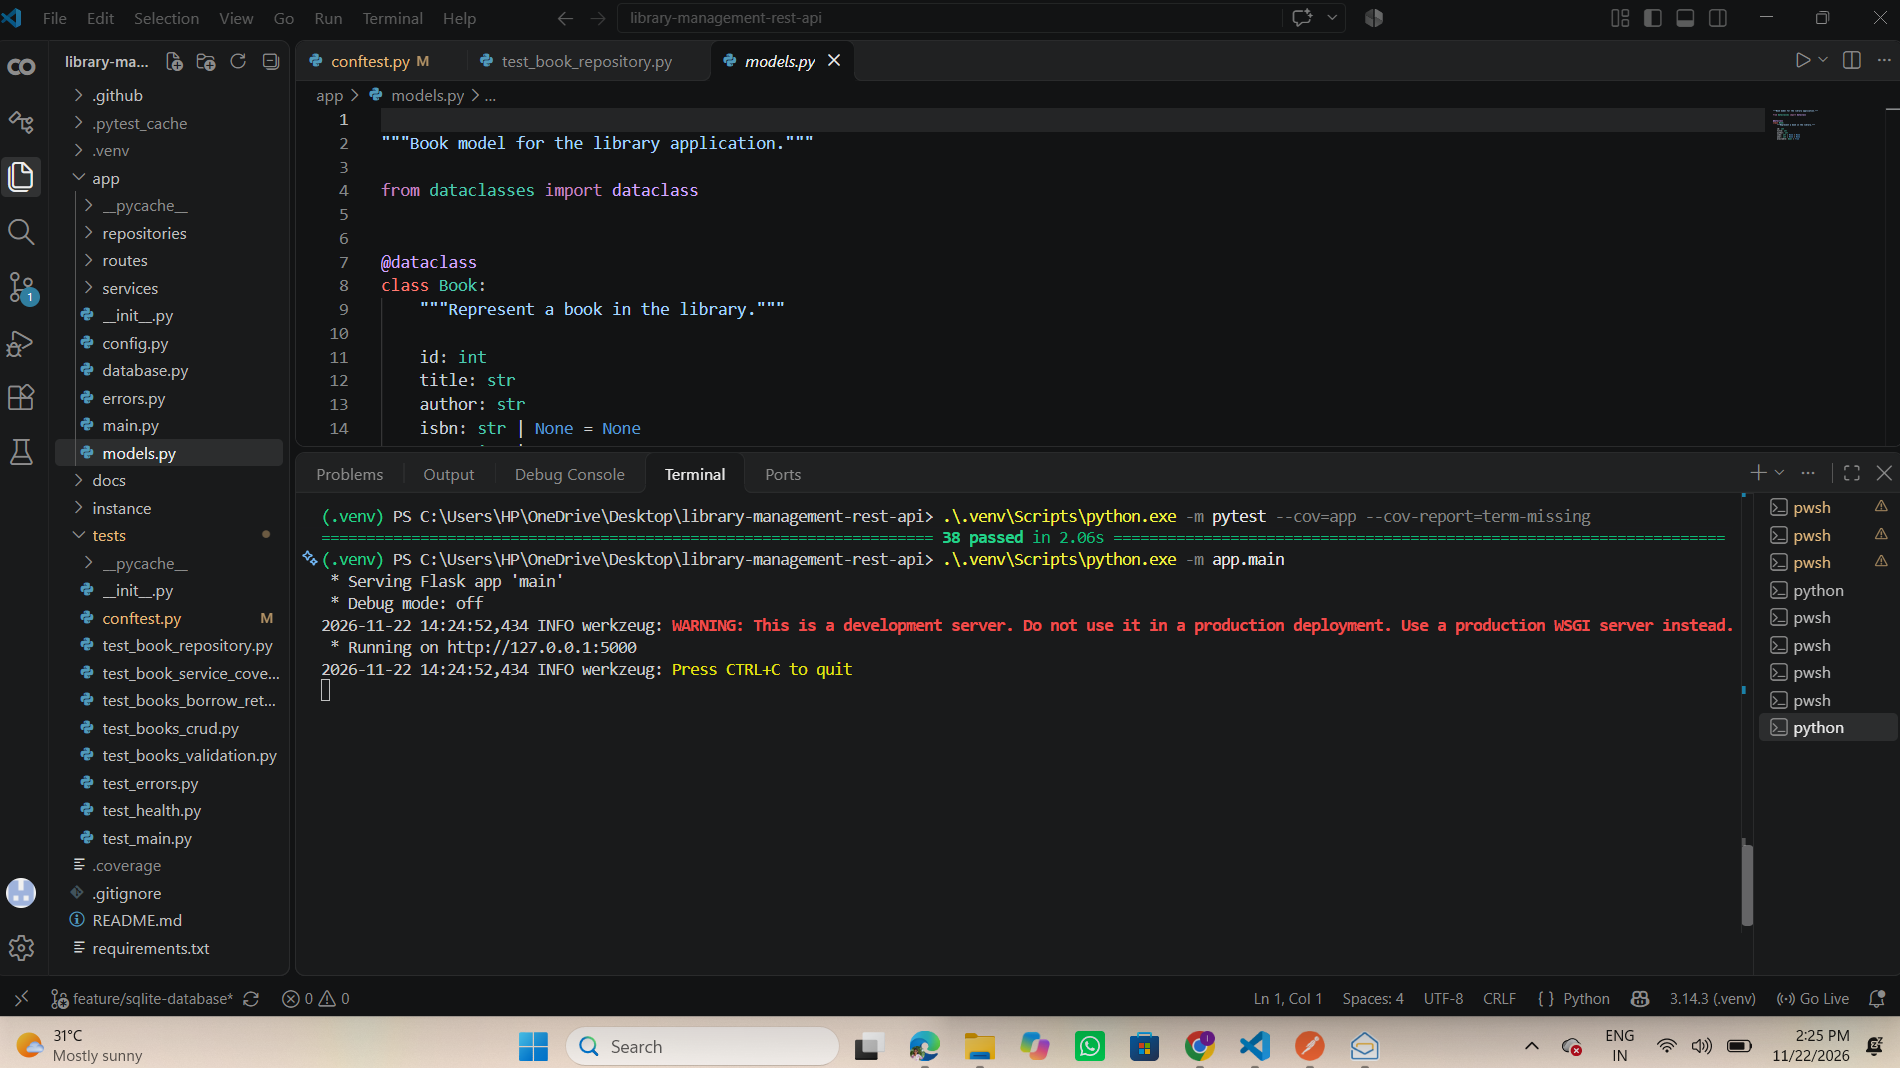 File Edit Selection View Go Run Terminal Help
library-management-rest-api
library-ma...
.github
.pytest_cache
.venv
app
__pycache__
repositories
routes
services
__init__.py
config.py
database.py
errors.py
main.py
models.py
docs
instance
tests
__pycache__
__init__.py
conftest.py M
test_book_repository.py
test_book_service_cove...
test_books_borrow_ret...
test_books_crud.py
test_books_validation.py
test_errors.py
test_health.py
test_main.py
.coverage
.gitignore
README.md
requirements.txt
1
conftest.py M test_book_repository.py models.py
app > models.py > ...
1
2 """Book model for the library application."""
3
4 from dataclasses import dataclass
5
6
7 @dataclass
8 class Book:
9 """Represent a book in the library."""
10
11 id: int
12 title: str
13 author: str
14 isbn: str | None = None
Problems Output Debug Console Terminal Ports
(.venv) PS C:\Users\HP\OneDrive\Desktop\library-management-rest-api> .\.venv\Scripts\python.exe -m pytest --cov=app --cov-report=term-missing
38 passed in 2.06s
(.venv) PS C:\Users\HP\OneDrive\Desktop\library-management-rest-api> .\.venv\Scripts\python.exe -m app.main
* Serving Flask app 'main'
* Debug mode: off
2026-11-22 14:24:52,434 INFO werkzeug: WARNING: This is a development server. Do not use it in a production deployment. Use a production WSGI server instead.
* Running on http://127.0.0.1:5000
2026-11-22 14:24:52,434 INFO werkzeug: Press CTRL+C to quit
pwsh
pwsh
pwsh
python
pwsh
pwsh
pwsh
pwsh
python
feature/sqlite-database* 0 0 Ln 1, Col 1 Spaces: 4 UTF-8 CRLF { } Python 3.14.3 (.venv) Go Live
31°C
Mostly sunny
Search
ENG
IN
2:25 PM
11/22/2026